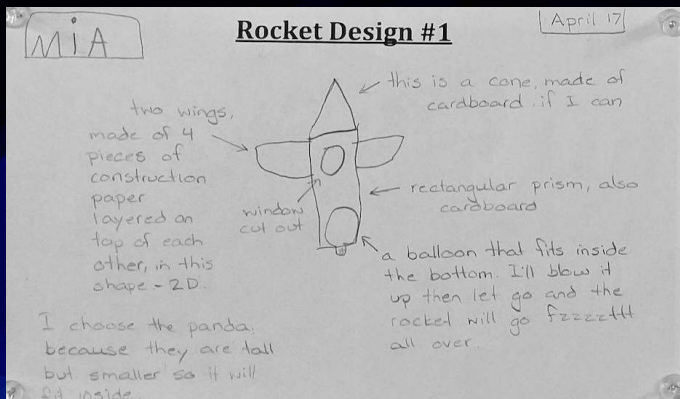 MiA
Rocket Design #1
April 17
this is a cone, made of
cardboard, if I can
two wings,
made of 4
pieces of
construction
paper
layered on
top of each
other, in this
shape - 2D.
window
cut out
rectangular prism, also
cardboard
a balloon that fits inside
the bottom. I'll blow it
up then let go and the
rocket will go fzzzzttt
all over.
I choose the panda,
because they are tall
but smaller so it will
fit inside